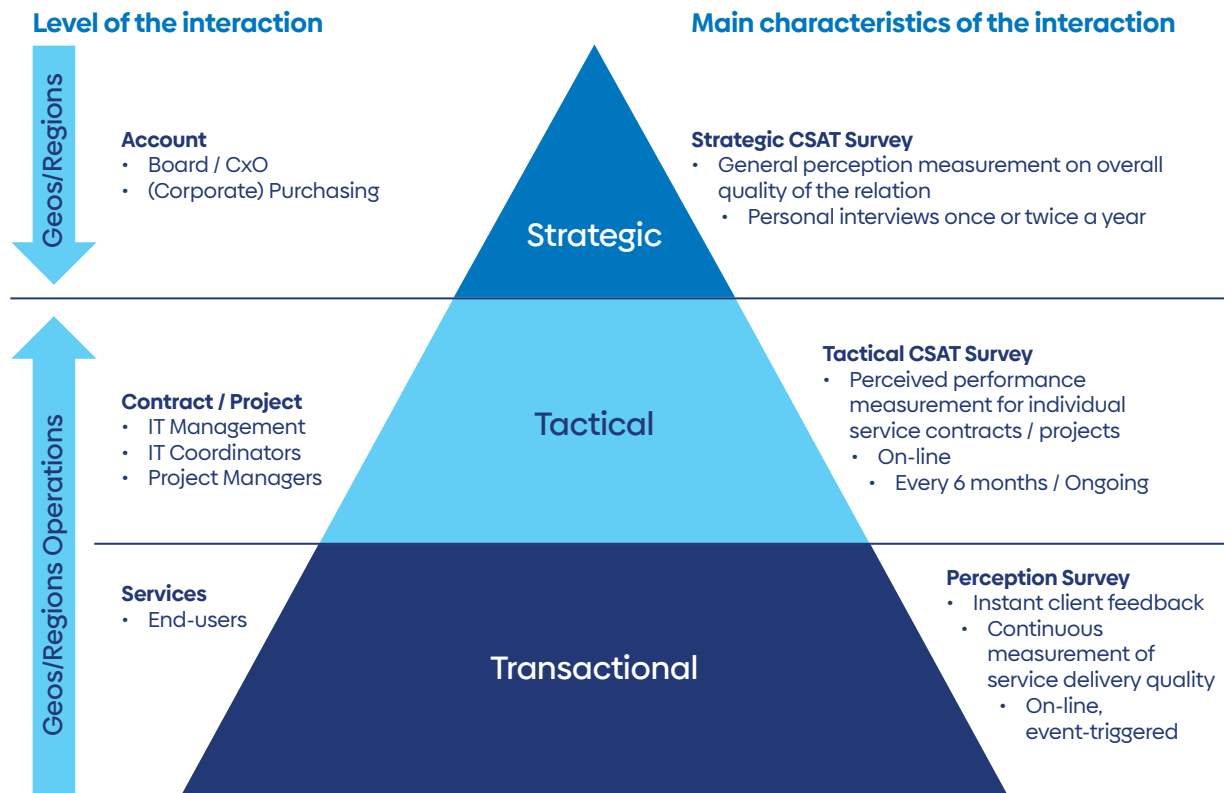 Level of the interaction
Main characteristics of the interaction
Geos/Regions
Account
• Board / CxO
• (Corporate) Purchasing
Strategic
Strategic CSAT Survey
• General perception measurement on overall
quality of the relation
• Personal interviews once or twice a year
Geos/Regions Operations
Contract / Project
• IT Management
• IT Coordinators
• Project Managers
Tactical
Tactical CSAT Survey
• Perceived performance
measurement for individual
service contracts / projects
• On-line
• Every 6 months / Ongoing
Services
• End-users
Transactional
Perception Survey
• Instant client feedback
• Continuous
measurement of
service delivery quality
• On-line,
event-triggered